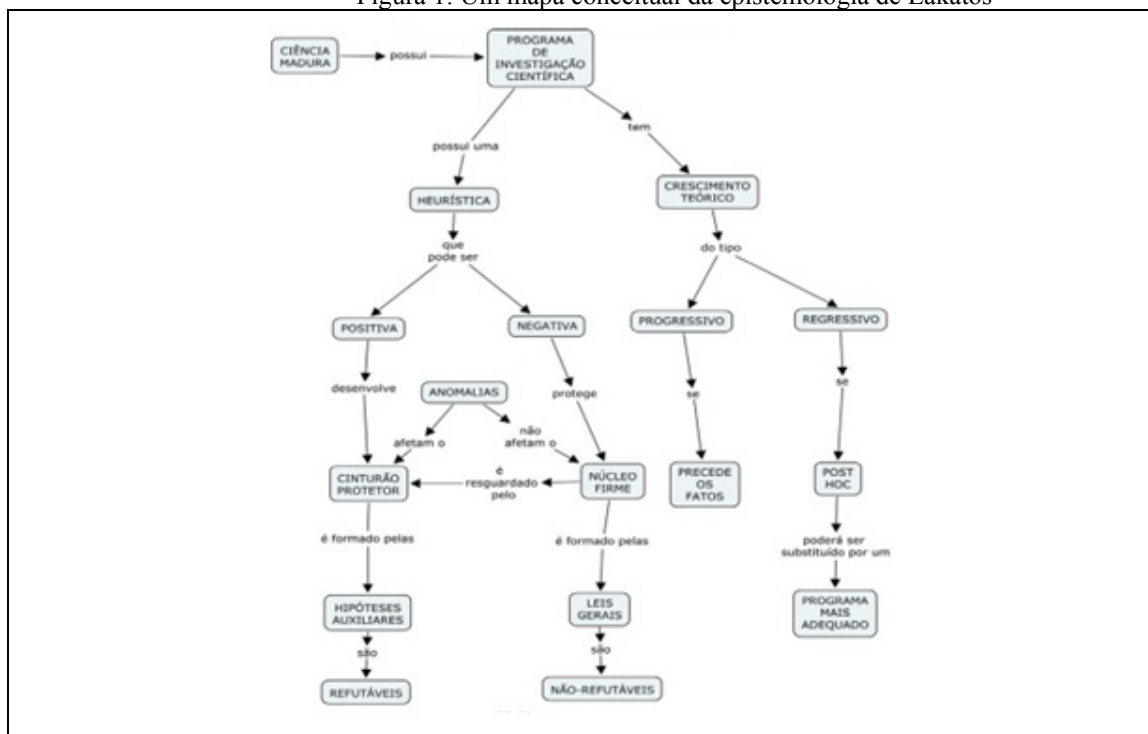 Figura 1: Um mapa conceitual da epistemologia de Lakatos
CIÊNCIA
MADURA
possui
PROGRAMA
DE
INVESTIGAÇÃO
CIENTÍFICA
possui uma
tem
HEURÍSTICA
CRESCIMENTO
TEÓRICO
que
pode ser
do tipo
POSITIVA
NEGATIVA
PROGRESSIVO
REGRESSIVO
desenvolve
ANOMALIAS
protege
se
se
afetam o
não
afetam o
CINTURÃO
PROTETOR
é
resguardado
pelo
NÚCLEO
FIRME
PRECEDE
OS
FATOS
POST
HOC
é formado pelas
é formado pelas
poderá ser
substituído por um
HIPÓTESES
AUXILIARES
LEIS
GERAIS
PROGRAMA
MAIS
ADEQUADO
são
são
REFUTÁVEIS
NÃO-REFUTÁVEIS